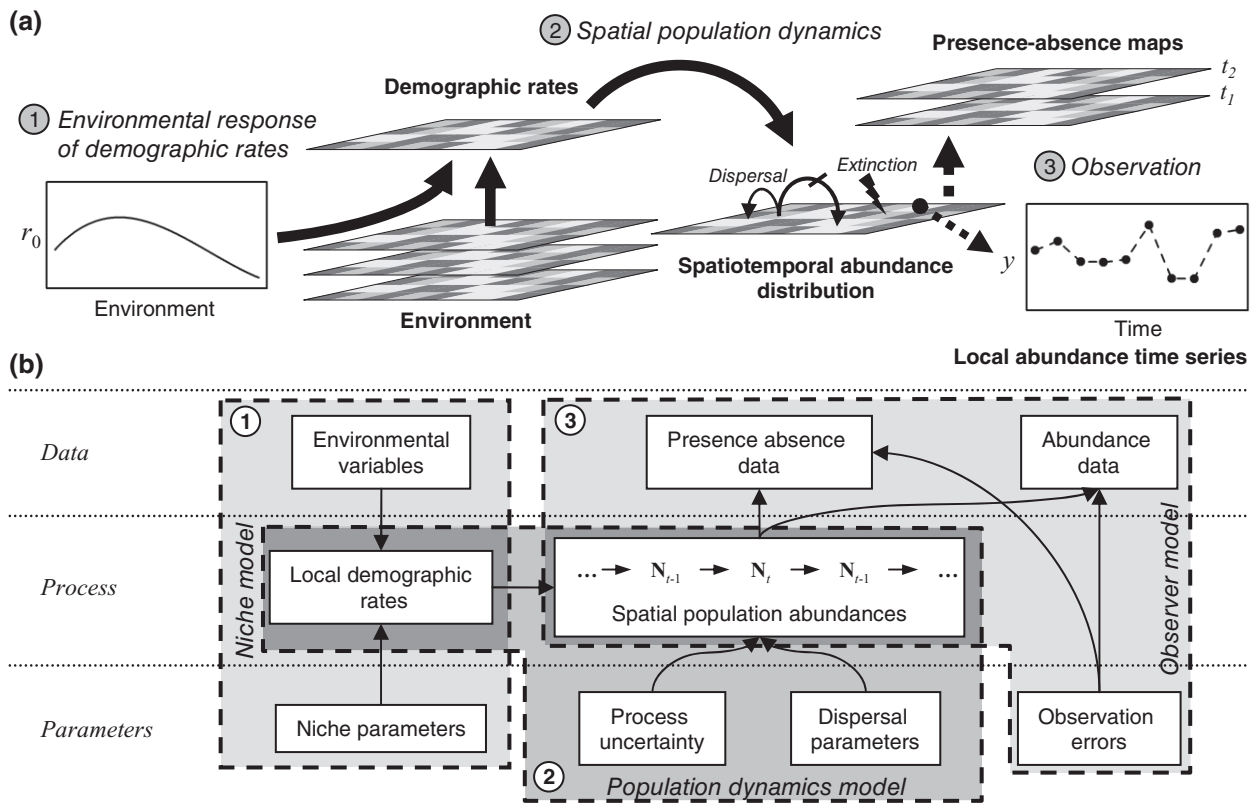 (a)
2 Spatial population dynamics
Presence-absence maps
t2
t1
Demographic rates
1 Environmental response
of demographic rates
r0
Environment
Environment
Dispersal
Extinction
Spatiotemporal abundance
distribution
3 Observation
y
Time
Local abundance time series
(b)
Data
Process
Parameters
1
Environmental
variables
Niche model
Local demographic
rates
Niche parameters
3
Presence absence
data
Abundance
data
... Nt-1 Nt Nt-1 ...
Spatial population abundances
Observer model
Process
uncertainty
Dispersal
parameters
Observation
errors
2
Population dynamics model